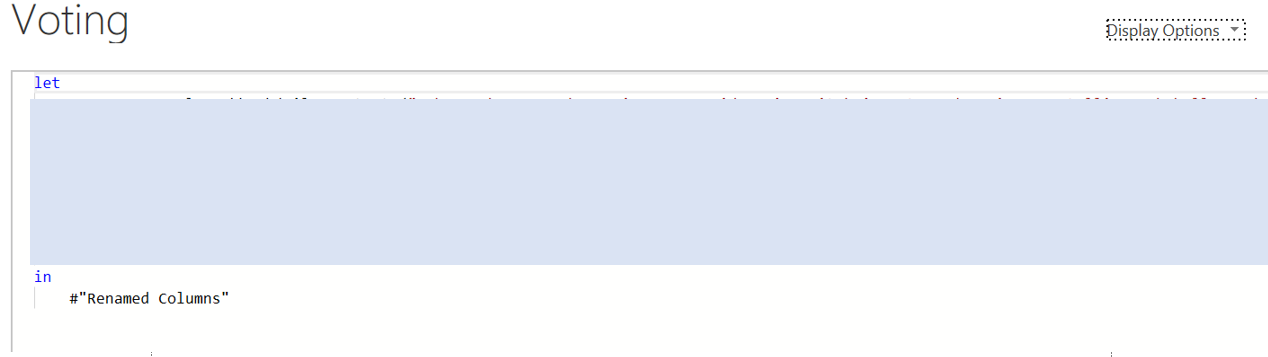 Voting
Display Options
let
in
#"Renamed Columns"